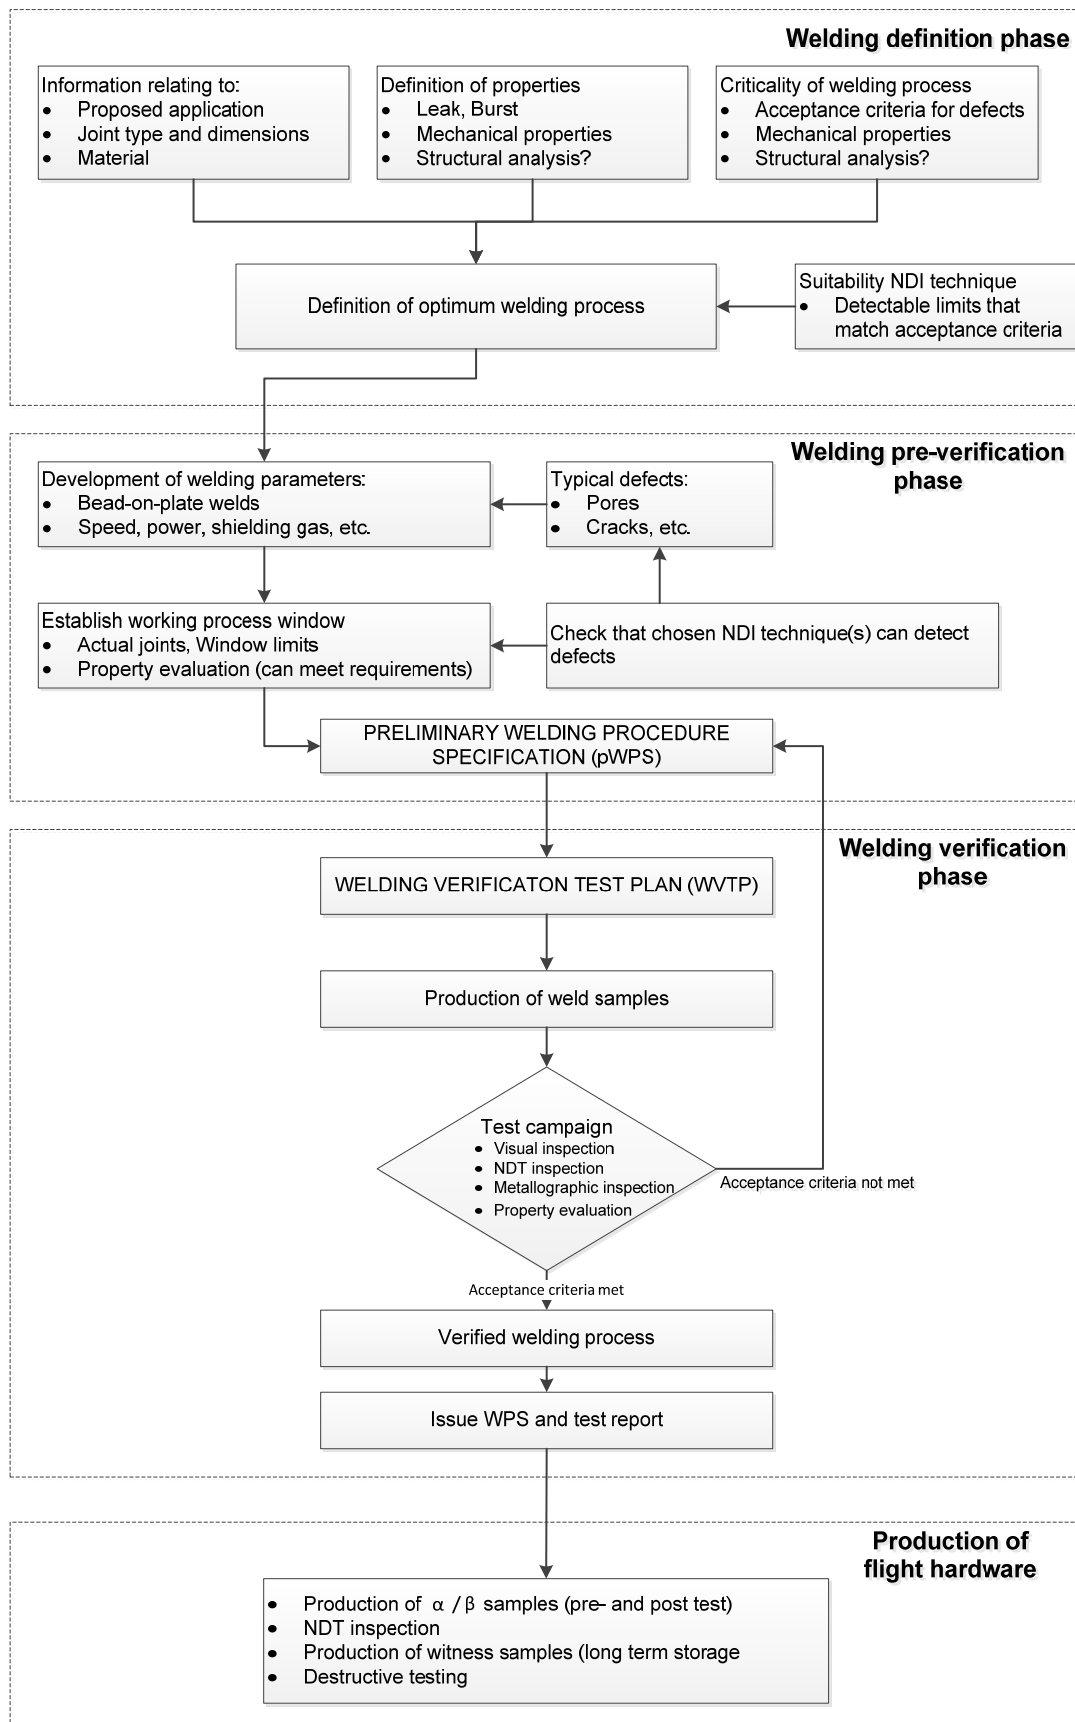 Welding definition phase
Information relating to:
• Proposed application
• Joint type and dimensions
• Material
Definition of properties
• Leak, Burst
• Mechanical properties
• Structural analysis?
Criticality of welding process
• Acceptance criteria for defects
• Mechanical properties
• Structural analysis?
Definition of optimum welding process
Suitability NDI technique
• Detectable limits that
match acceptance criteria
Welding pre-verification
phase
Development of welding parameters:
• Bead-on-plate welds
• Speed, power, shielding gas, etc.
Typical defects:
• Pores
• Cracks, etc.
Establish working process window
• Actual joints, Window limits
• Property evaluation (can meet requirements)
Check that chosen NDI technique(s) can detect
defects
PRELIMINARY WELDING PROCEDURE
SPECIFICATION (pWPS)
Welding verification
phase
WELDING VERIFICATON TEST PLAN (WVTP)
Production of weld samples
Test campaign
• Visual inspection
• NDT inspection
• Metallographic inspection
• Property evaluation
Acceptance criteria not met
Acceptance criteria met
Verified welding process
Issue WPS and test report
Production of
flight hardware
• Production of α / β samples (pre- and post test)
• NDT inspection
• Production of witness samples (long term storage
• Destructive testing